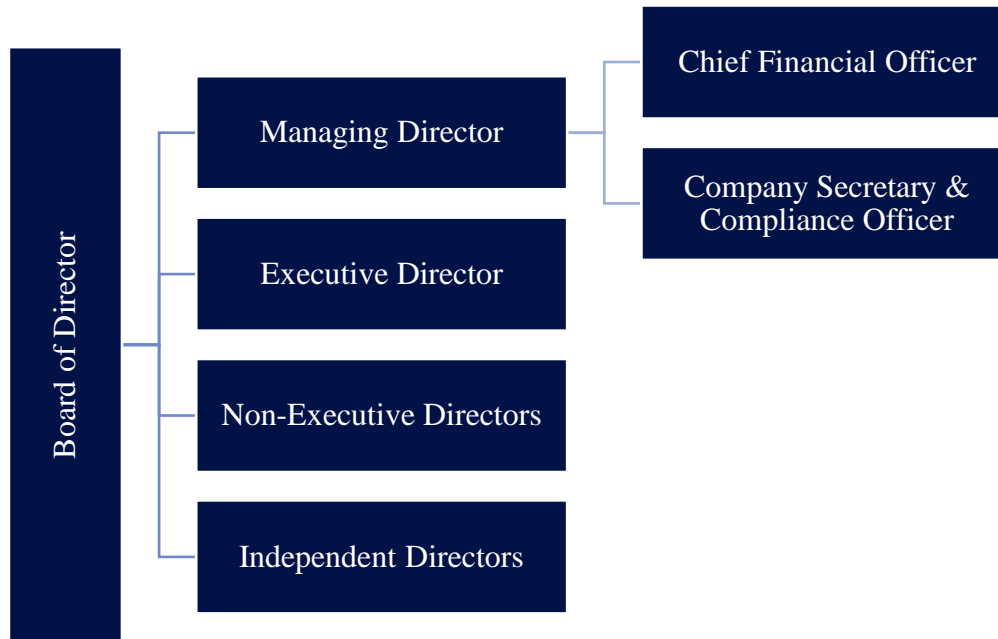 Board of Director
Managing Director
Executive Director
Non-Executive Directors
Independent Directors
Chief Financial Officer
Company Secretary &
Compliance Officer